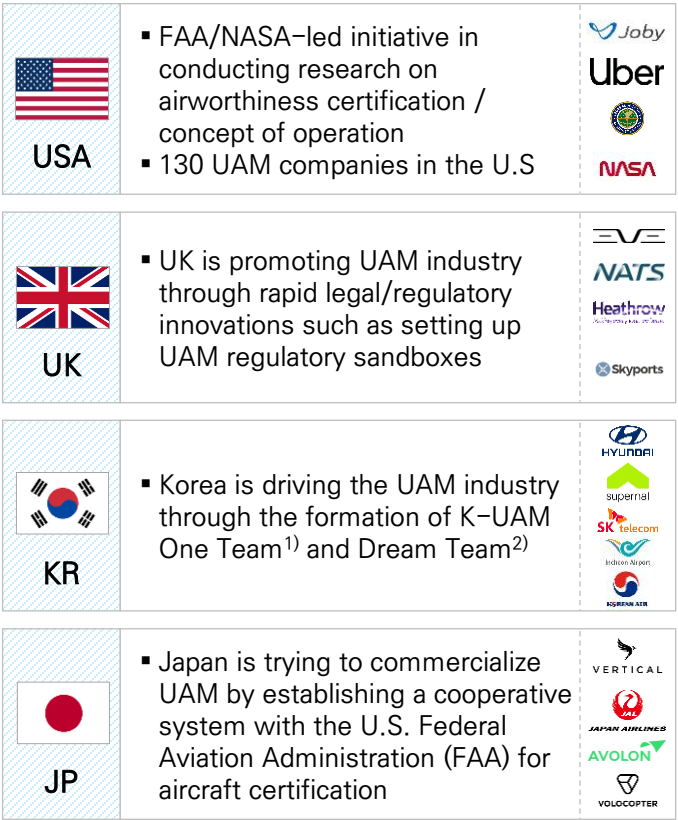 USA
▪ FAA/NASA-led initiative in
conducting research on
airworthiness certification /
concept of operation
▪ 130 UAM companies in the U.S
Joby
Uber
NASA
UK
▪ UK is promoting UAM industry
through rapid legal/regulatory
innovations such as setting up
UAM regulatory sandboxes
EVE
NATS
Heathrow
Skyports
KR
▪ Korea is driving the UAM industry
through the formation of K-UAM
One Team1) and Dream Team2)
HYUNDAI
supernal
SK telecom
Incheon Airport
KOREAN AIR
JP
▪ Japan is trying to commercialize
UAM by establishing a cooperative
system with the U.S. Federal
Aviation Administration (FAA) for
aircraft certification
VERTICAL
JAL
JAPAN AIRLINES
AVOLON
VOLOCOPTER